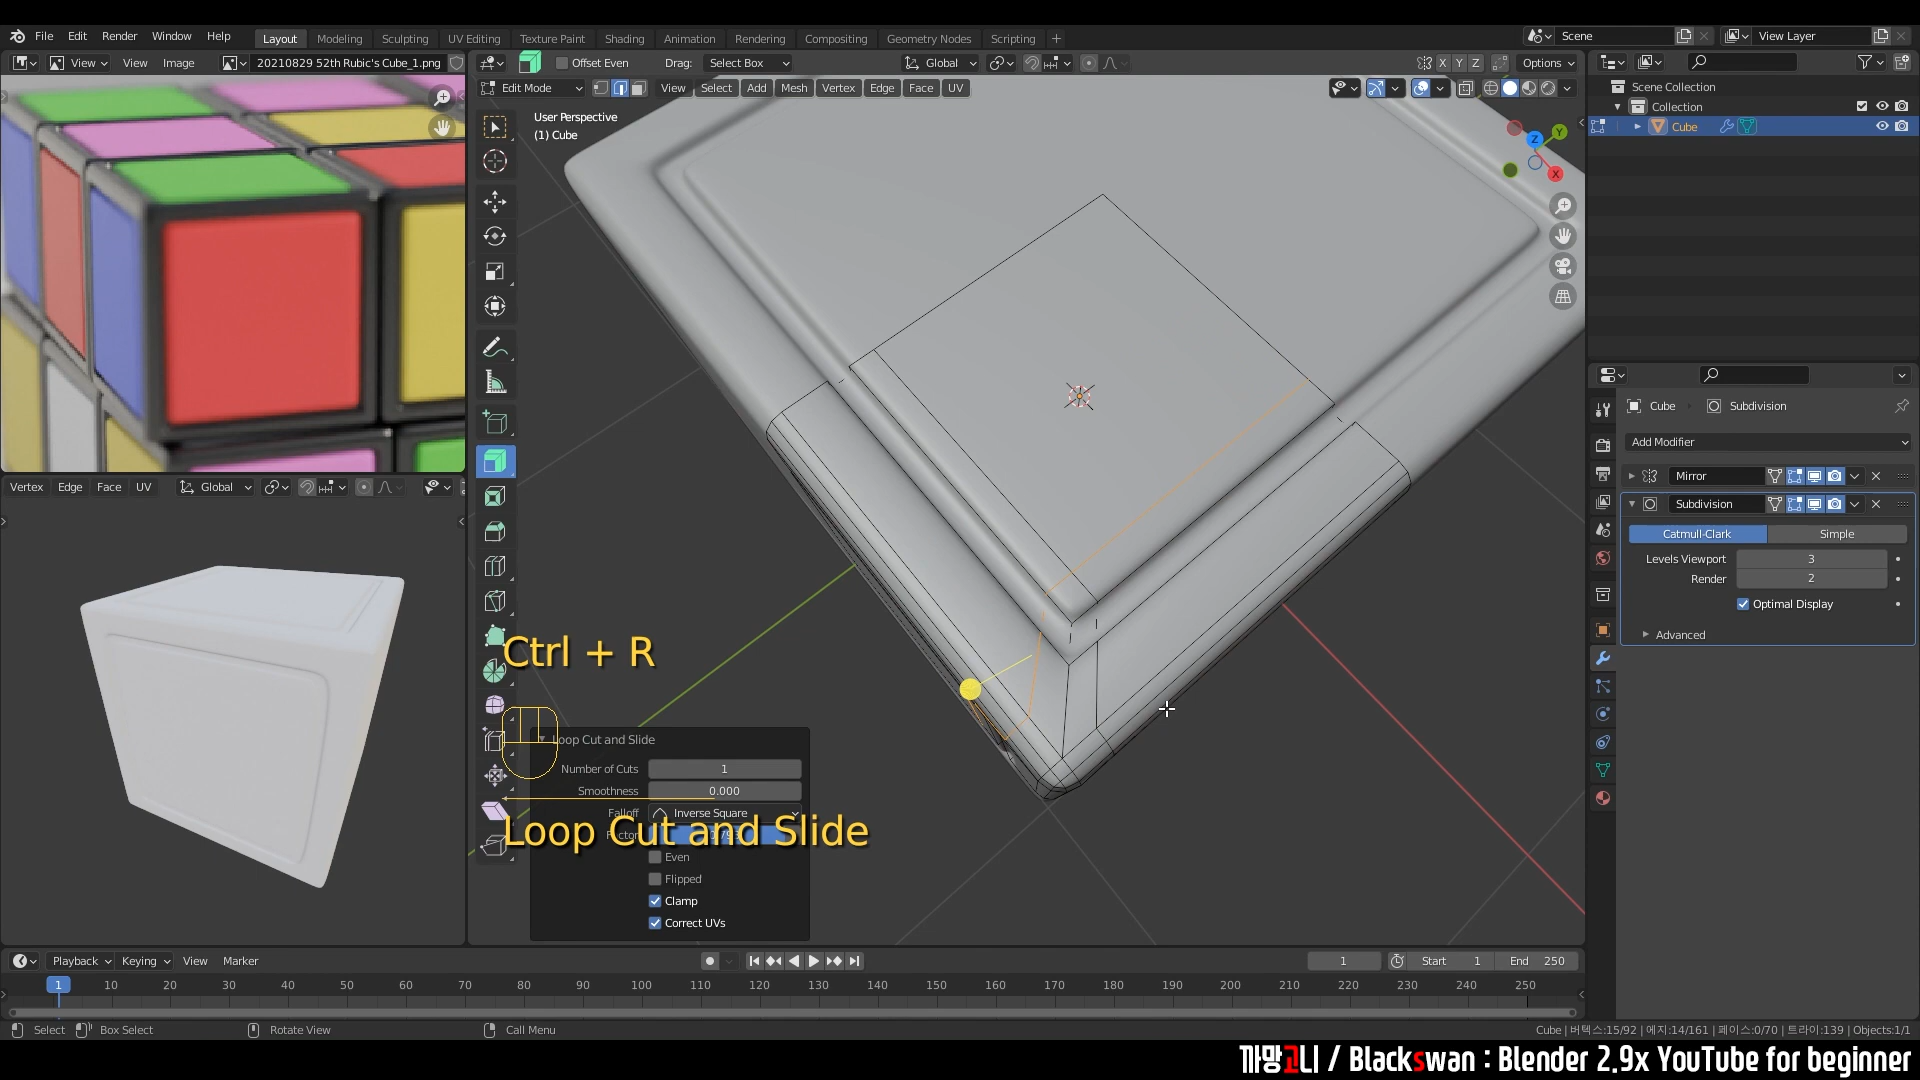 File Edit Render Window Help Layout Modeling Sculpting UV Editing Texture Paint Shading Animation Rendering Compositing Geometry Nodes Scripting + Scene View Layer
View View Image 20210829 52th Rubic's Cube_1.png Offset Even Drag: Select Box Global X Y Z Options
Edit Mode View Select Add Mesh Vertex Edge Face UV
Scene Collection
Collection
Cube
User Perspective
(1) Cube
Z Y X
Cube Subdivision
Add Modifier
Mirror
Subdivision
Catmull-Clark Simple
Levels Viewport 3
Render 2
Optimal Display
Advanced
Vertex Edge Face UV Global
Ctrl + R
Loop Cut and Slide
Number of Cuts 1
Smoothness 0.000
Falloff Inverse Square
Loop Cut and Slide
Even
Flipped
Clamp
Correct UVs
Playback Keying View Marker 1 Start 1 End 250
1 10 20 30 40 50 60 70 80 90 100 110 120 130 140 150 160 170 180 190 200 210 220 230 240 250
Select Box Select Rotate View Call Menu Cube | 버텍스:15/92 | 에지:14/161 | 페이스:0/70 | 트라이:139 | Objects:1/1
까망고니 / Blackswan : Blender 2.9x YouTube for beginner